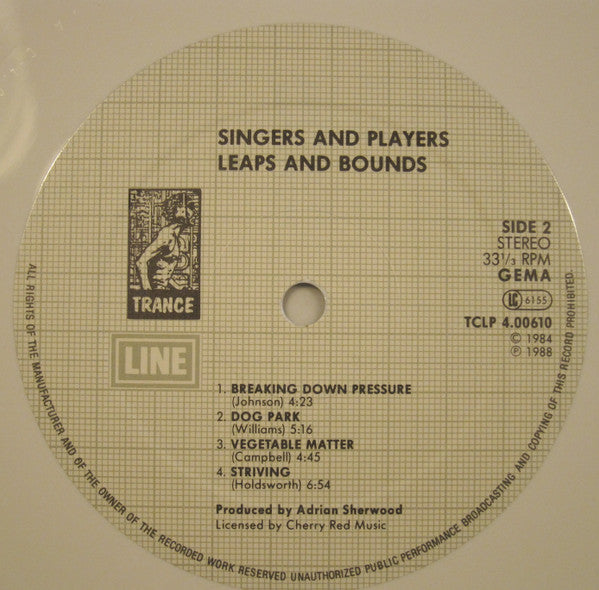 SINGERS AND PLAYERS
LEAPS AND BOUNDS
TRANCE
LINE
SIDE 2
STEREO
33 1/3 RPM
GEMA
LC 6155
TCLP 4.00610
© 1984
℗ 1988
1. BREAKING DOWN PRESSURE
(Johnson) 4:23
2. DOG PARK
(Williams) 5:16
3. VEGETABLE MATTER
(Campbell) 4:45
4. STRIVING
(Holdsworth) 6:54
Produced by Adrian Sherwood
Licensed by Cherry Red Music
ALL RIGHTS OF THE MANUFACTURER AND OF THE OWNER OF THE RECORDED WORK RESERVED UNAUTHORIZED PUBLIC PERFORMANCE BROADCASTING AND COPYING OF THIS RECORD PROHIBITED.